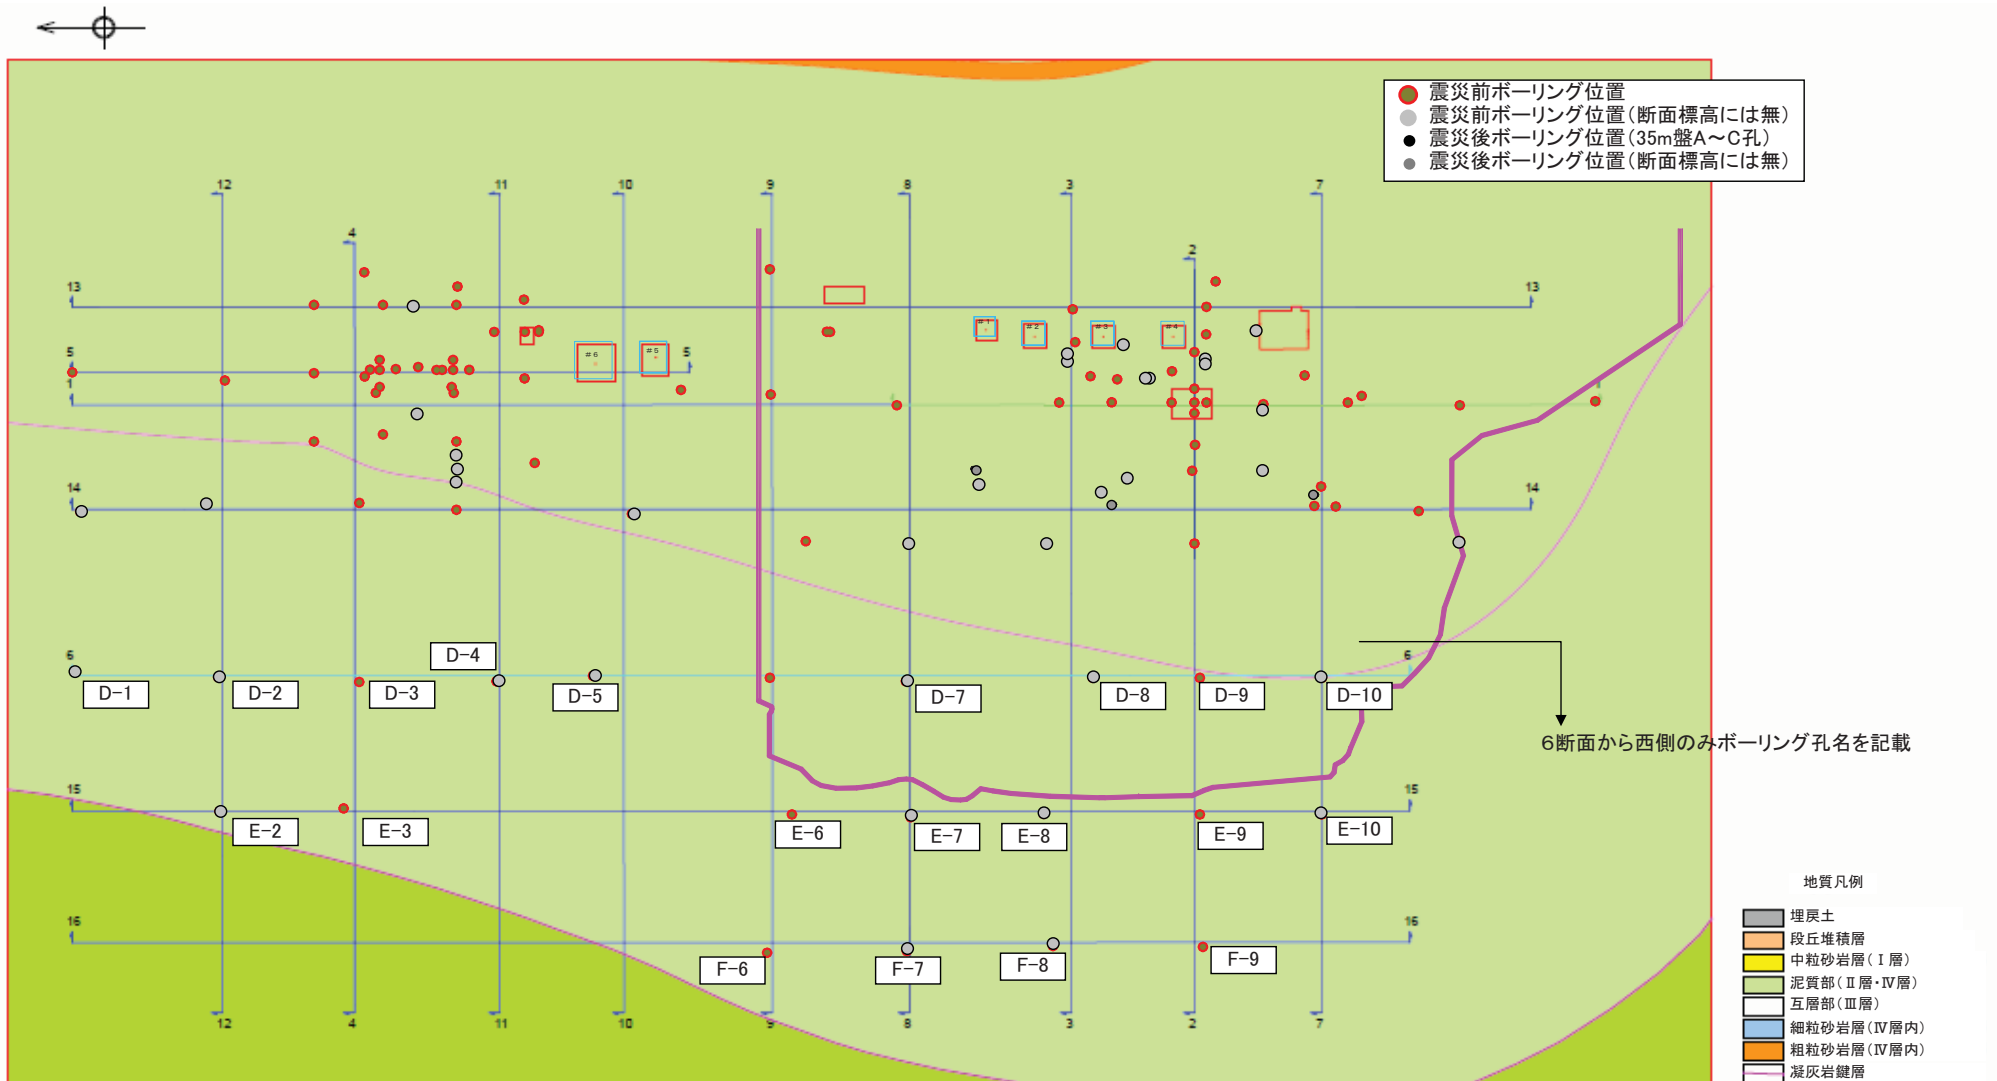 震災前ボーリング位置
震災前ボーリング位置(断面標高には無)
震災後ボーリング位置(35m盤A～C孔)
震災後ボーリング位置(断面標高には無)
12
11
10
9
8
3
7
4
2
13
13
#1
#2
#3
#4
#6
#5
5
5
1
14
14
6
6
D-4
D-1
D-2
D-3
D-5
D-7
D-8
D-9
D-10
6断面から西側のみボーリング孔名を記載
15
15
E-2
E-3
E-6
E-7
E-8
E-9
E-10
16
16
F-6
F-7
F-8
F-9
12
4
11
10
9
8
3
2
7
地質凡例
埋戻土
段丘堆積層
中粒砂岩層(Ⅰ層)
泥質部(Ⅱ層・Ⅳ層)
互層部(Ⅲ層)
細粒砂岩層(Ⅳ層内)
粗粒砂岩層(Ⅳ層内)
凝灰岩鍵層